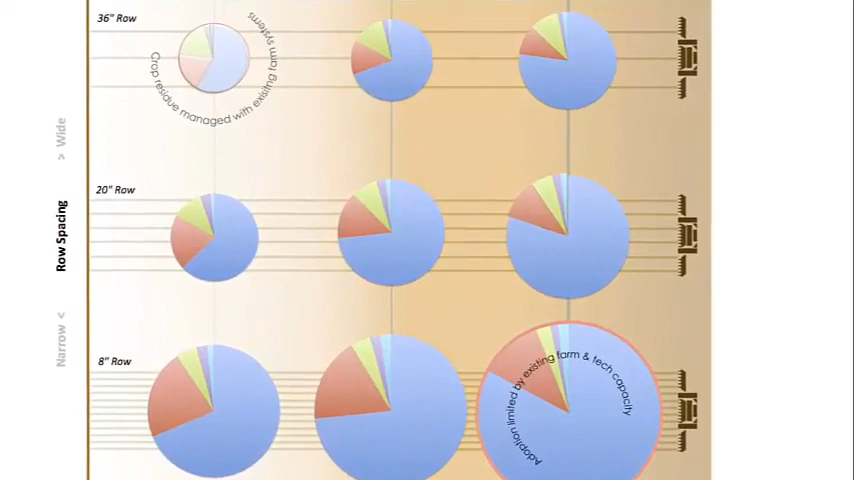 36" Row
Crop residue managed with exisitng farm systems
> Wide
20" Row
Row Spacing
Narrow <
8" Row
Adoption limited by existing farm & tech capacity